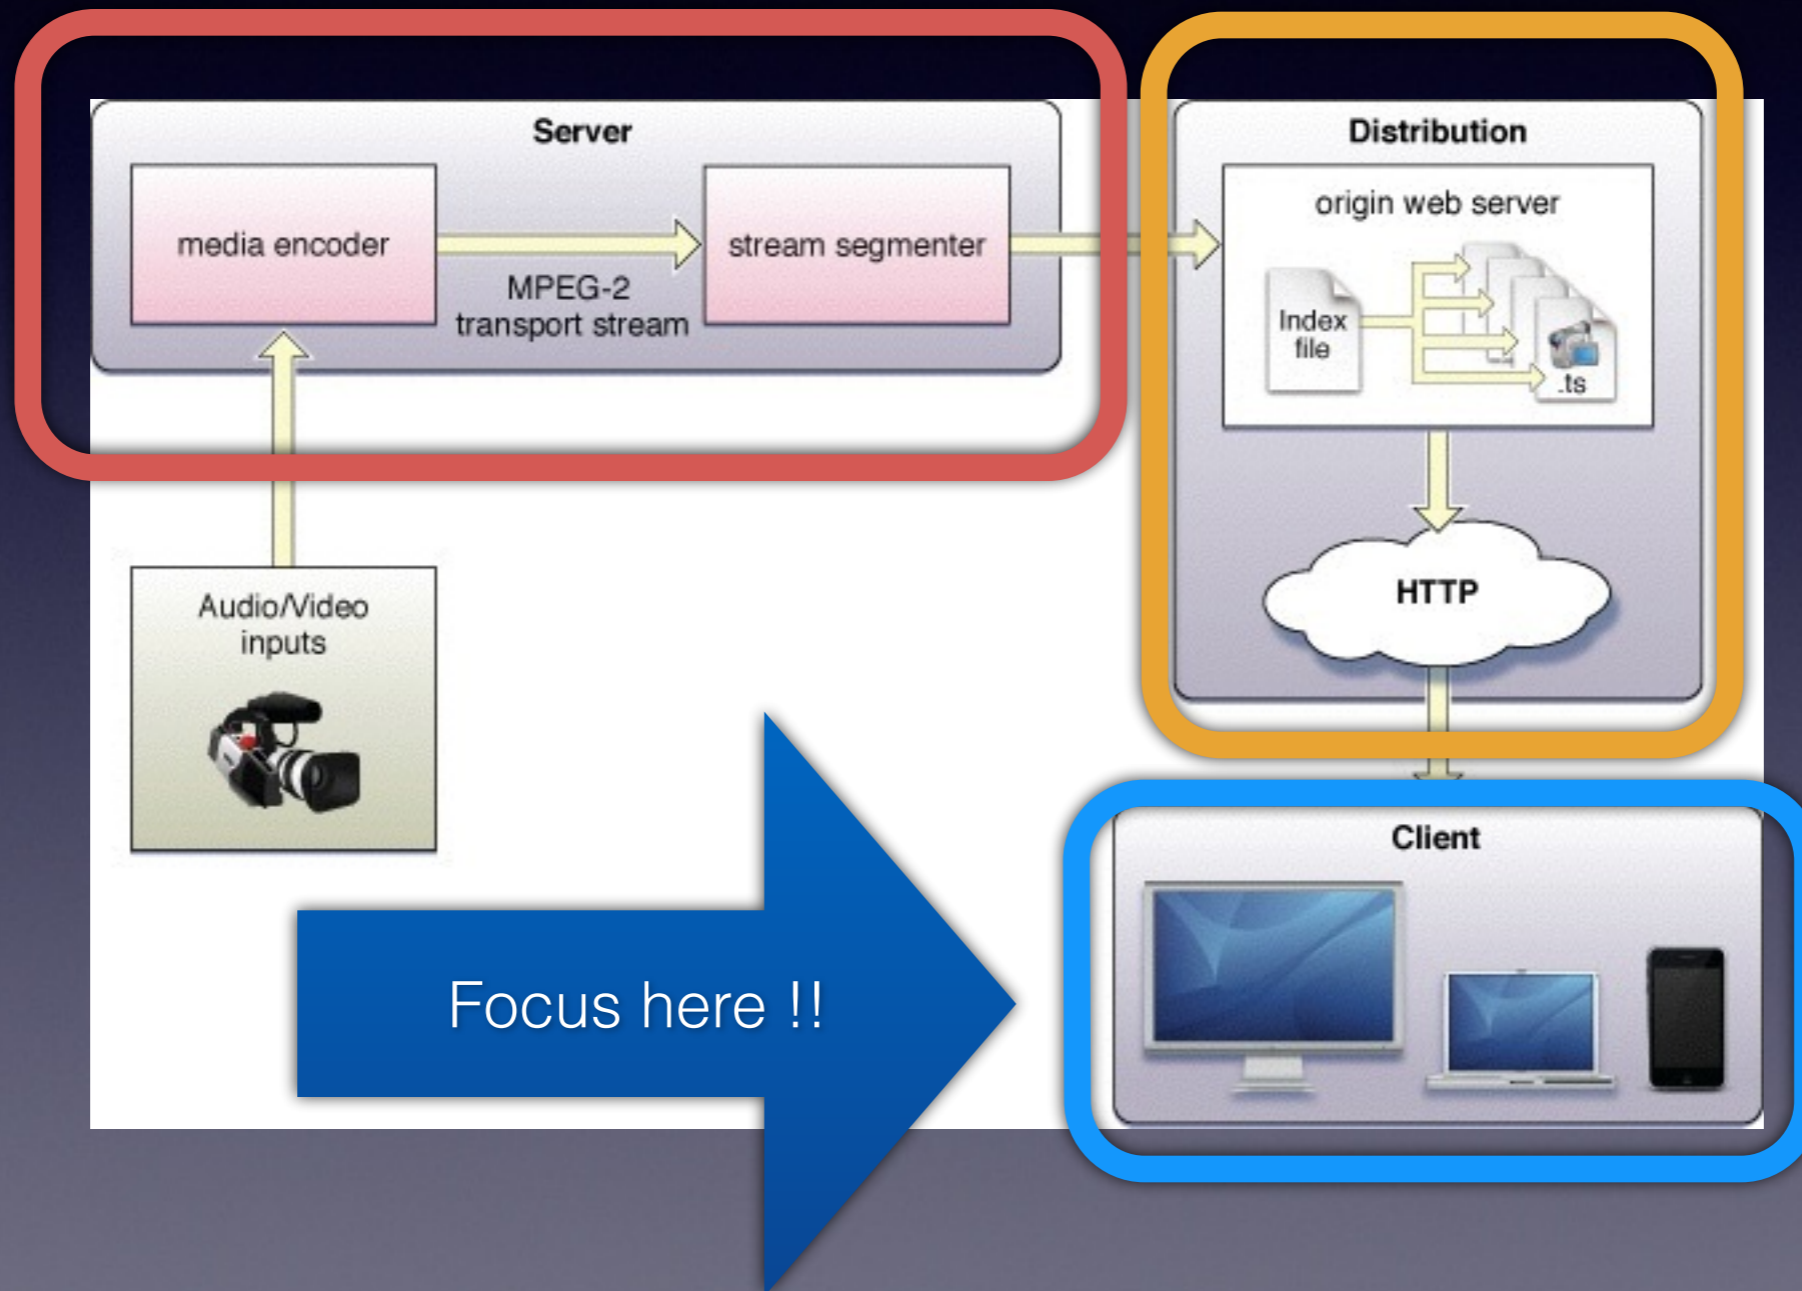 Server
media encoder
MPEG-2
transport stream
stream segmenter
Distribution
origin web server
Index
file
.ts
HTTP
Audio/Video
inputs
Client
Focus here !!